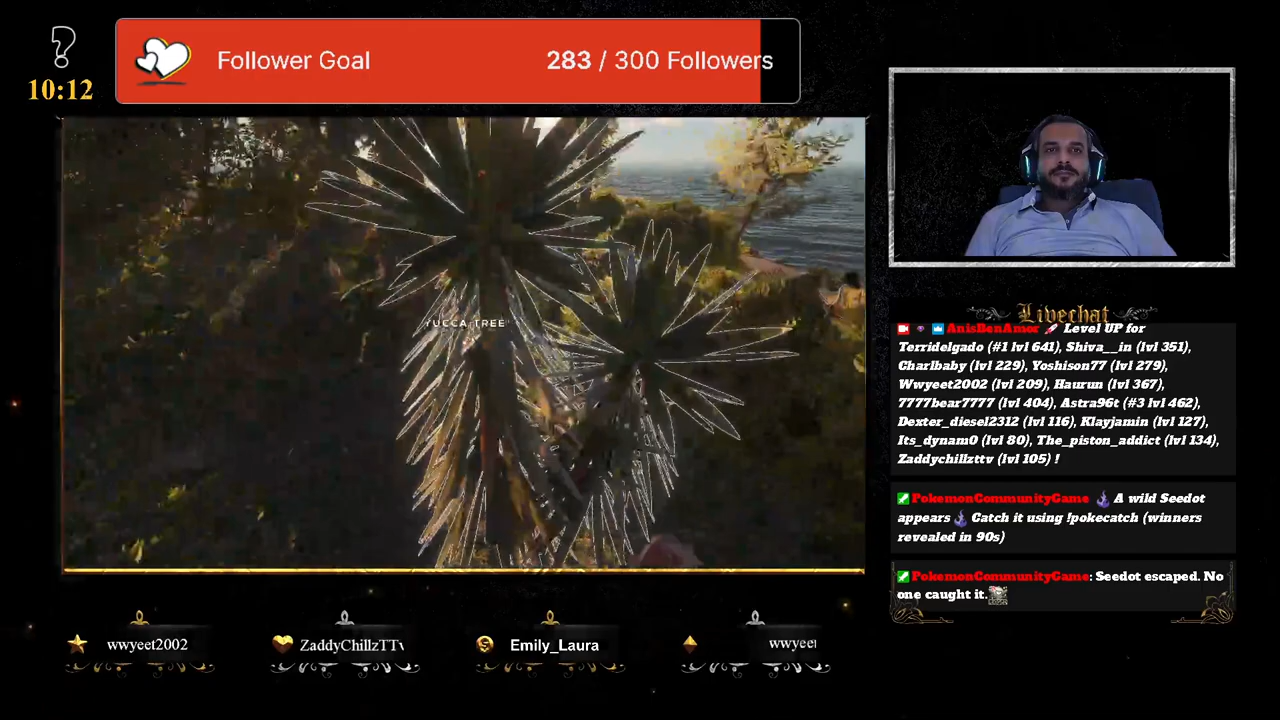 10:12
Follower Goal
283 / 300 Followers
YUCCA TREE
Livechat
AnisBenAmor 🚀 Level UP for
Terridelgado (#1 lvl 641), Shiva__in (lvl 351),
Charlbaby (lvl 229), Yoshison77 (lvl 279),
Wwyeet2002 (lvl 209), Haurun (lvl 367),
7777bear7777 (lvl 404), Astra96t (#3 lvl 462),
Dexter_diesel2312 (lvl 116), Klayjamin (lvl 127),
Its_dynam0 (lvl 80), The_piston_addict (lvl 134),
Zaddychillzttv (lvl 105) !
PokemonCommunityGame A wild Seedot
appears Catch it using !pokecatch (winners
revealed in 90s)
PokemonCommunityGame: Seedot escaped. No
one caught it.
wwyeet2002
ZaddyChillzTTv
Emily_Laura
wwyeet